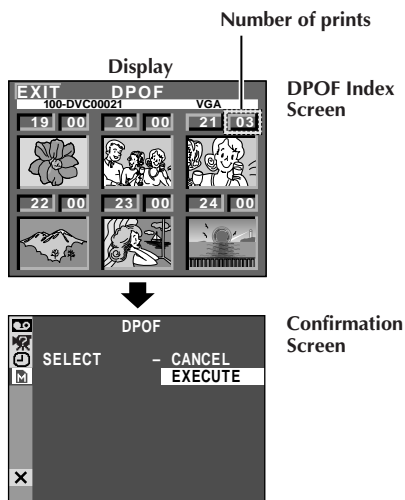 Number of prints
Display
EXIT DPOF
100-DVC00021 VGA
19 00 20 00 21 03
22 00 23 00 24 00
DPOF Index
Screen
DPOF
SELECT – CANCEL
EXECUTE
M
Confirmation
Screen